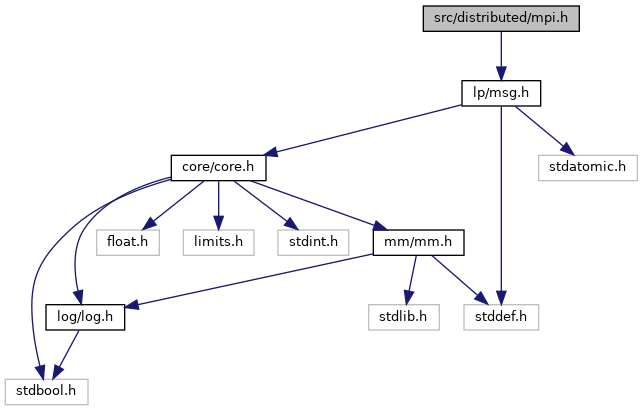 src/distributed/mpi.h
lp/msg.h
core/core.h
stdatomic.h
float.h
limits.h
stdint.h
mm/mm.h
log/log.h
stdlib.h
stddef.h
stdbool.h